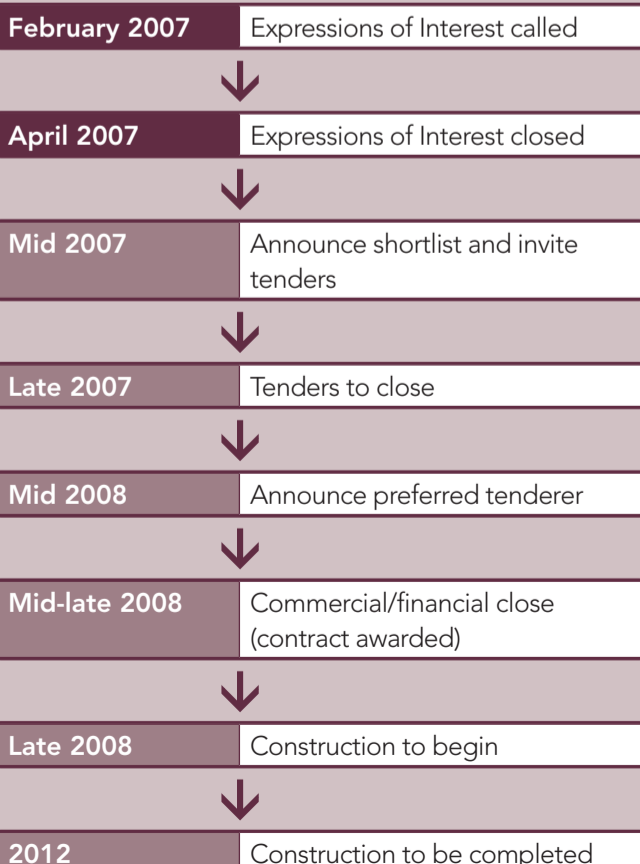 February 2007 Expressions of Interest called
April 2007 Expressions of Interest closed
Mid 2007 Announce shortlist and invite
tenders
Late 2007 Tenders to close
Mid 2008 Announce preferred tenderer
Mid-late 2008 Commercial/financial close
(contract awarded)
Late 2008 Construction to begin
2012 Construction to be completed